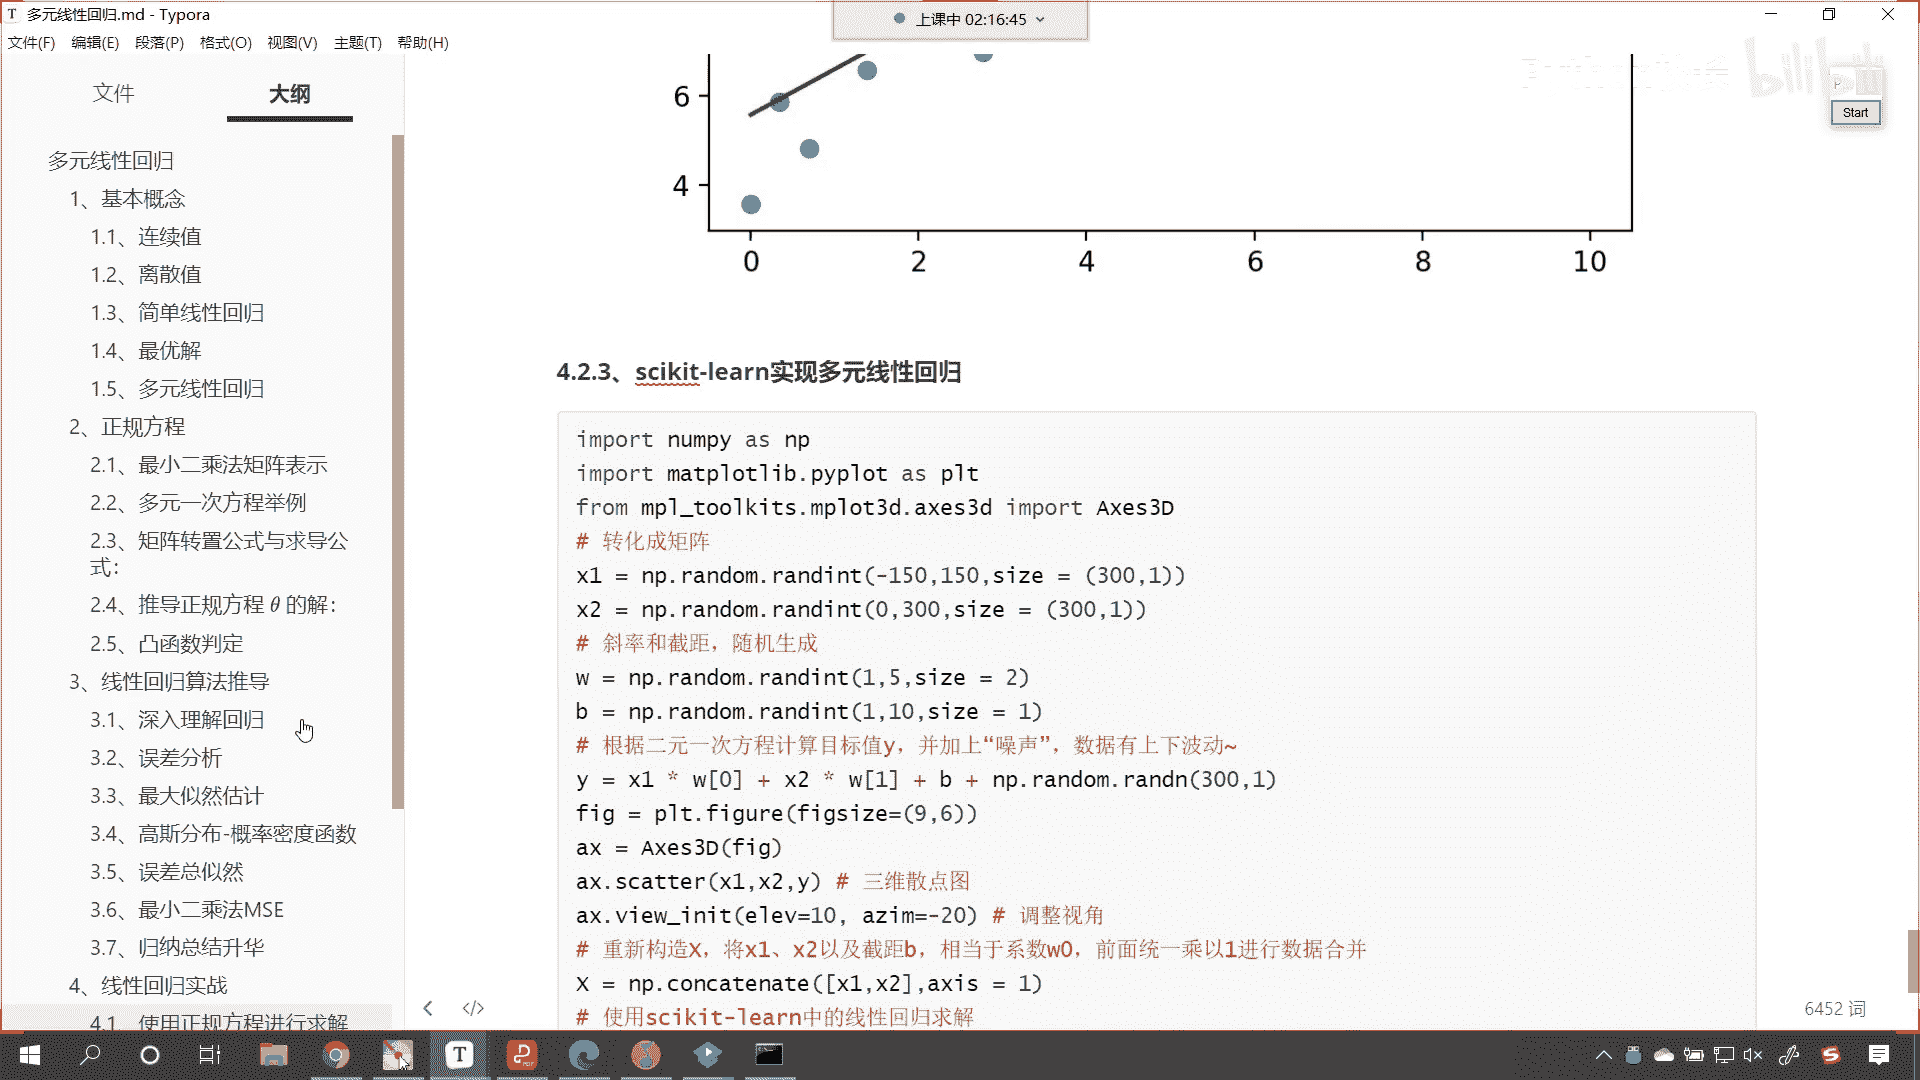 多元线性回归.md - Typora
上课中 02:16:45
文件(F) 编辑(E) 段落(P) 格式(O) 视图(V) 主题(T) 帮助(H)
文件 大纲
多元线性回归
1、基本概念
1.1、连续值
1.2、离散值
1.3、简单线性回归
1.4、最优解
1.5、多元线性回归
2、正规方程
2.1、最小二乘法矩阵表示
2.2、多元一次方程举例
2.3、矩阵转置公式与求导公
式：
2.4、推导正规方程 θ 的解：
2.5、凸函数判定
3、线性回归算法推导
3.1、深入理解回归
3.2、误差分析
3.3、最大似然估计
3.4、高斯分布-概率密度函数
3.5、误差总似然
3.6、最小二乘法MSE
3.7、归纳总结升华
4、线性回归实战
4.1、使用正规方程进行求解
Start
6
4
0 2 4 6 8 10
4.2.3、scikit-learn实现多元线性回归
import numpy as np
import matplotlib.pyplot as plt
from mpl_toolkits.mplot3d.axes3d import Axes3D
# 转化成矩阵
x1 = np.random.randint(-150,150,size = (300,1))
x2 = np.random.randint(0,300,size = (300,1))
# 斜率和截距，随机生成
w = np.random.randint(1,5,size = 2)
b = np.random.randint(1,10,size = 1)
# 根据二元一次方程计算目标值y，并加上“噪声”，数据有上下波动~
y = x1 * w[0] + x2 * w[1] + b + np.random.randn(300,1)
fig = plt.figure(figsize=(9,6))
ax = Axes3D(fig)
ax.scatter(x1,x2,y) # 三维散点图
ax.view_init(elev=10, azim=-20) # 调整视角
# 重新构造X，将x1、x2以及截距b，相当于系数w0，前面统一乘以1进行数据合并
X = np.concatenate([x1,x2],axis = 1)
# 使用scikit-learn中的线性回归求解
6452 词